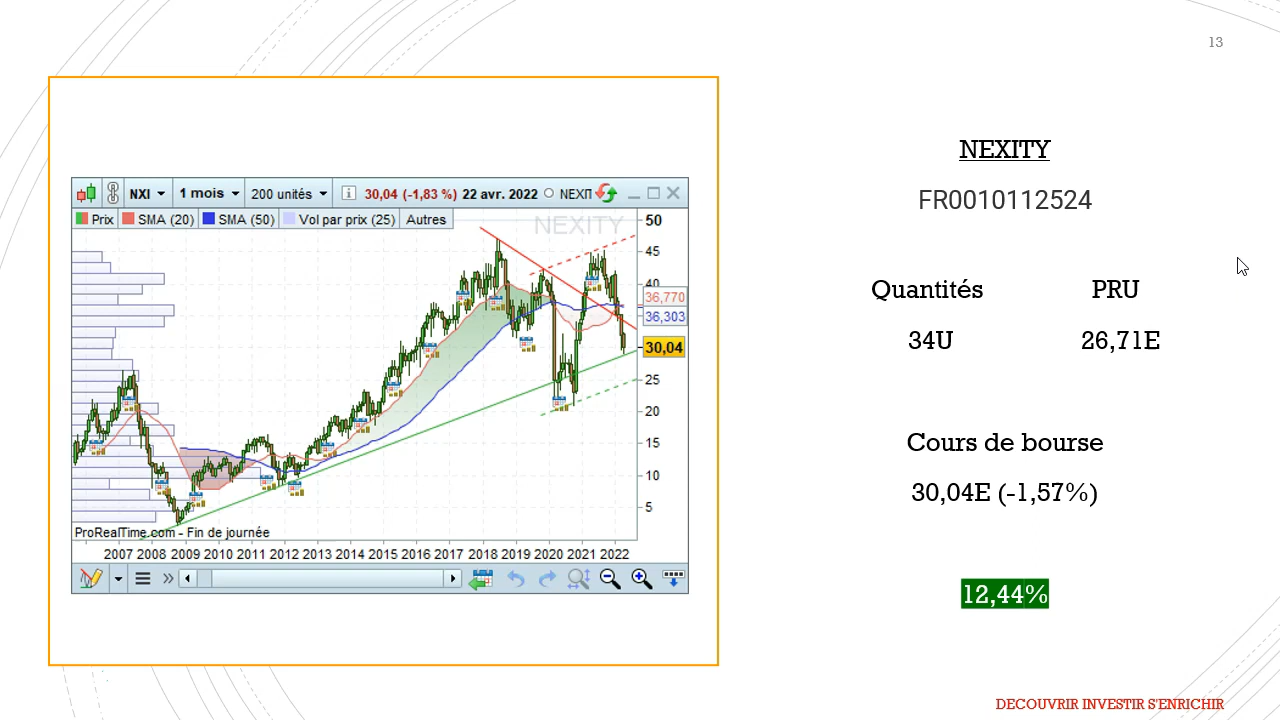 13
NXI 1 mois 200 unités 30,04 (-1,83 %) 22 avr. 2022
Prix SMA (20) SMA (50) Vol par prix (25) Autres
NEXITY
50
45
40
36,770
36,303
30,04
25
20
15
10
5
ProRealTime.com - Fin de journée
2007 2008 2009 2010 2011 2012 2013 2014 2015 2016 2017 2018 2019 2020 2021 2022
NEXITY
FR0010112524
Quantités PRU
34U 26,71E
Cours de bourse
30,04E (-1,57%)
12,44%
DECOUVRIR INVESTIR S'ENRICHIR